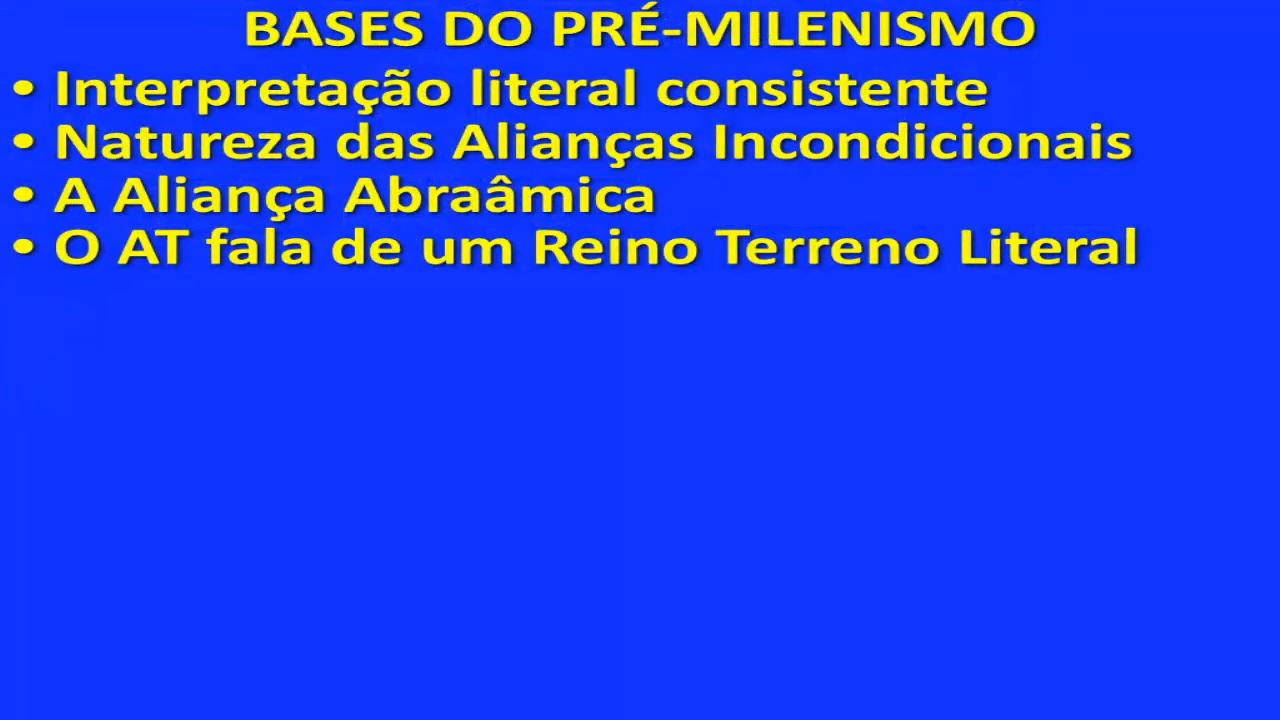 BASES DO PRÉ-MILENISMO
• Interpretação literal consistente
• Natureza das Alianças Incondicionais
• A Aliança Abraâmica
• O AT fala de um Reino Terreno Literal